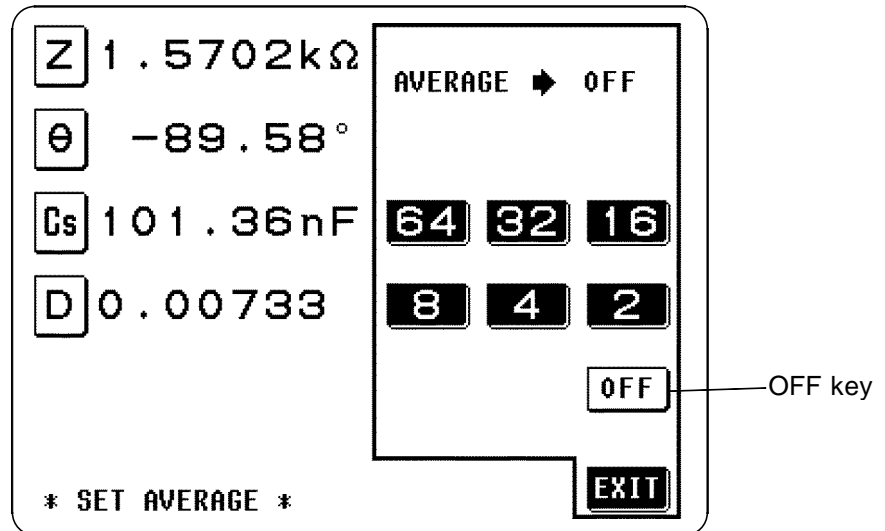 Z 1.5702kΩ
θ -89.58°
Cs 101.36nF
D 0.00733
* SET AVERAGE *
AVERAGE ➧ OFF
64 32 16
8 4 2
OFF
EXIT
OFF key